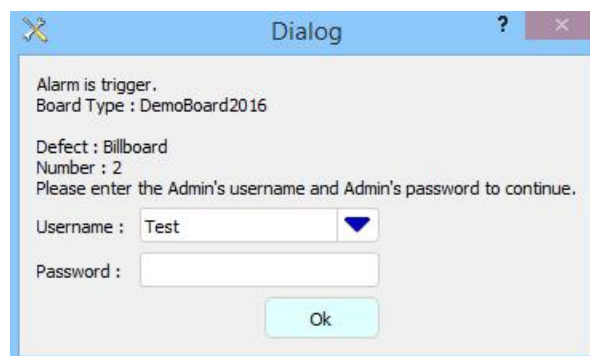 Dialog
?
Alarm is trigger.
Board Type : DemoBoard2016
Defect : Billboard
Number : 2
Please enter the Admin's username and Admin's password to continue.
Username : Test
Password :
Ok